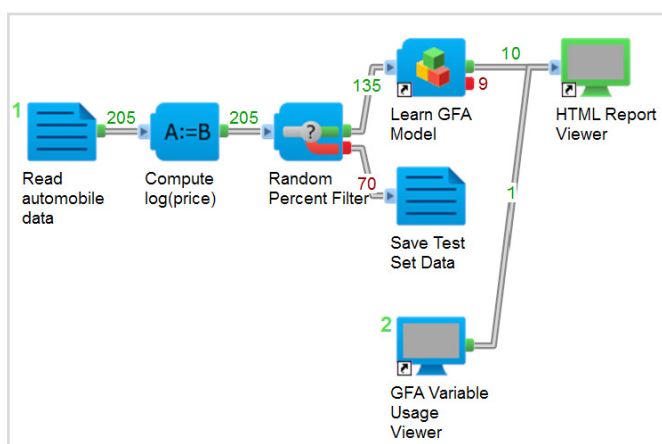 1
205
205
135
10
9
A:=B
?
Read
automobile
data
Compute
log(price)
Random
Percent Filter
70
Learn GFA
Model
HTML Report
Viewer
1
Save Test
Set Data
2
GFA Variable
Usage
Viewer